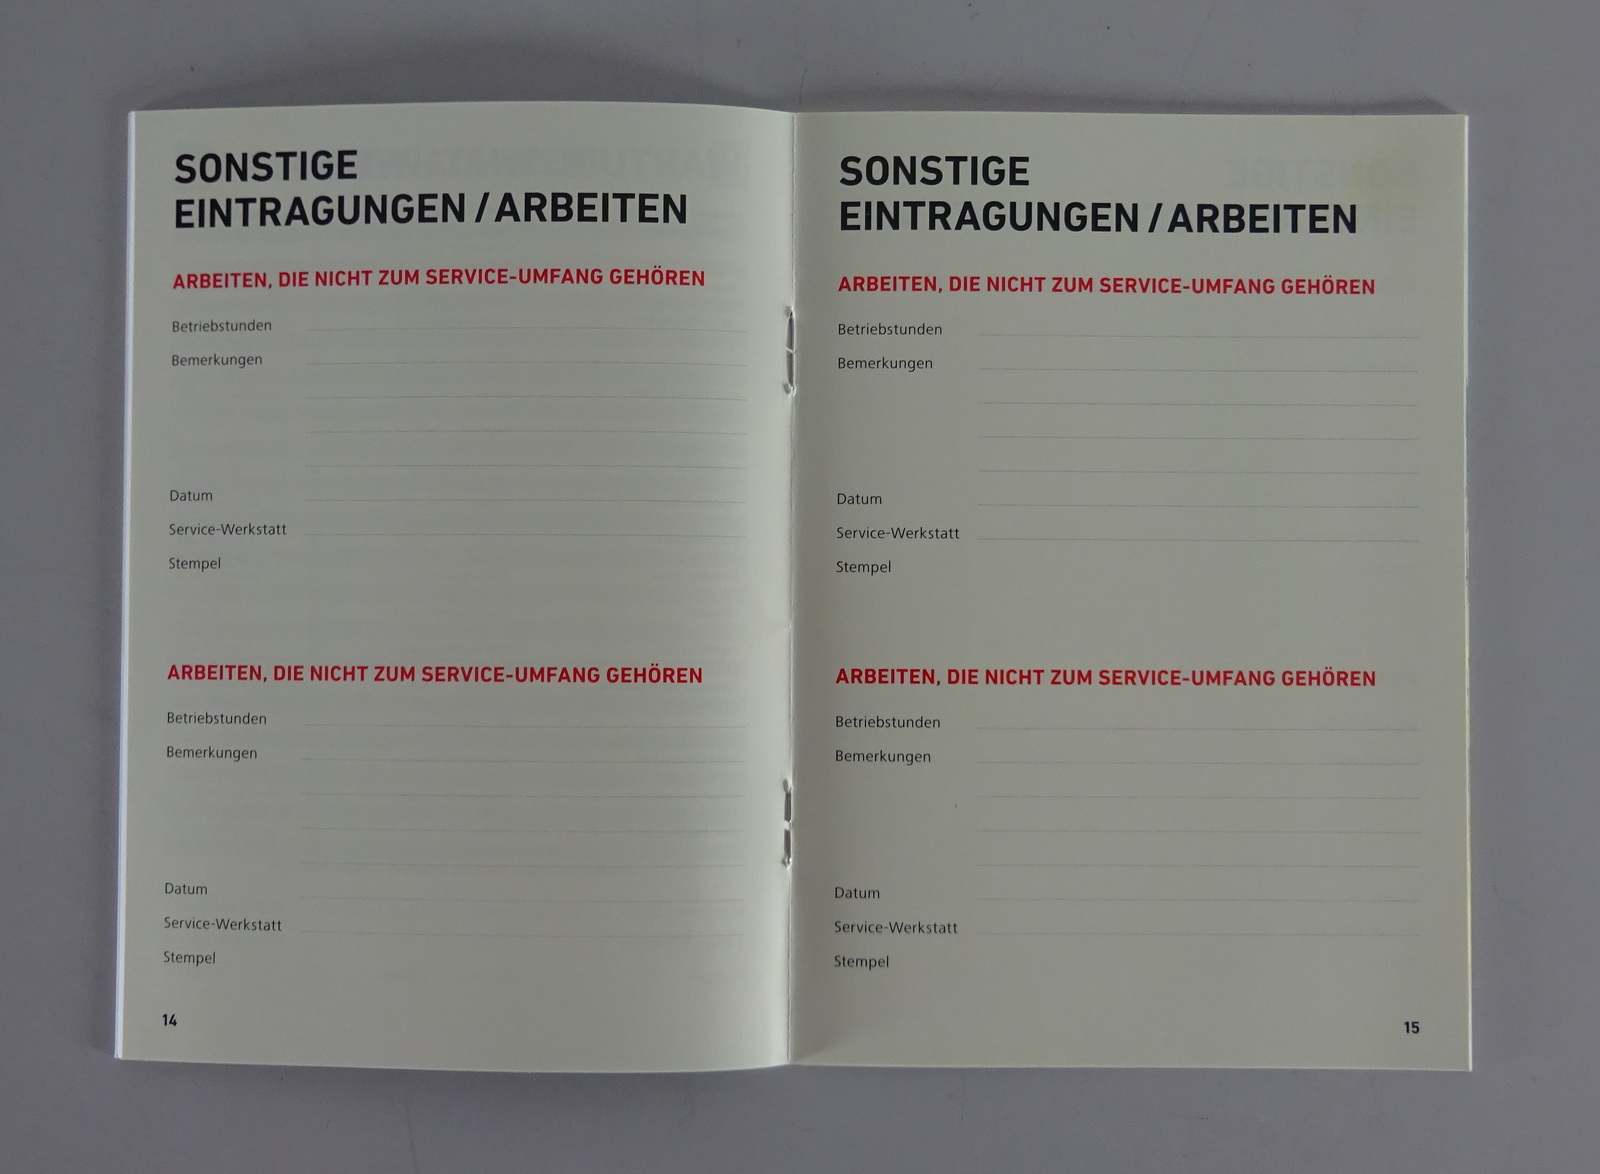 SONSTIGE
EINTRAGUNGEN / ARBEITEN
ARBEITEN, DIE NICHT ZUM SERVICE-UMFANG GEHÖREN
Betriebstunden
Bemerkungen
Datum
Service-Werkstatt
Stempel
ARBEITEN, DIE NICHT ZUM SERVICE-UMFANG GEHÖREN
Betriebstunden
Bemerkungen
Datum
Service-Werkstatt
Stempel
14
SONSTIGE
EINTRAGUNGEN / ARBEITEN
ARBEITEN, DIE NICHT ZUM SERVICE-UMFANG GEHÖREN
Betriebstunden
Bemerkungen
Datum
Service-Werkstatt
Stempel
ARBEITEN, DIE NICHT ZUM SERVICE-UMFANG GEHÖREN
Betriebstunden
Bemerkungen
Datum
Service-Werkstatt
Stempel
15